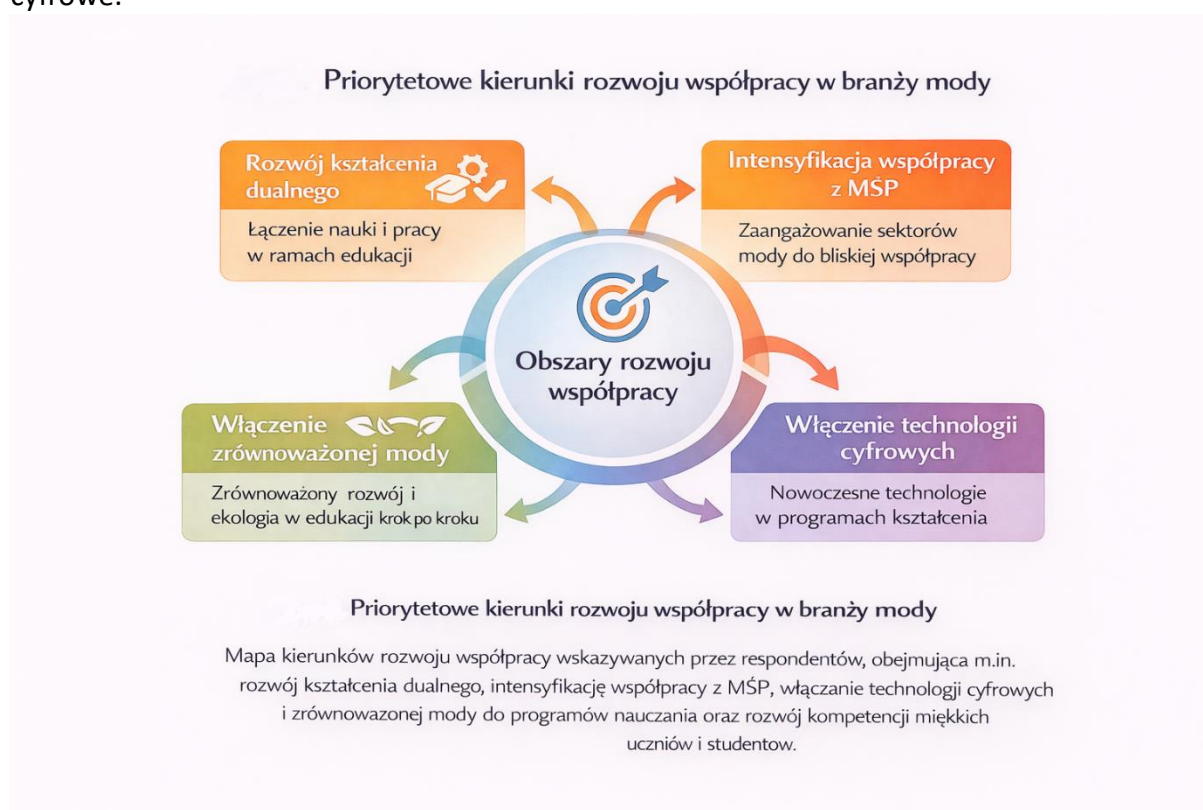 cyfrowe.
Priorytetowe kierunki rozwoju współpracy w branży mody
Rozwój kształcenia
dualnego
Łączenie nauki i pracy
w ramach edukacji
Intensyfikacja współpracy
z MŚP
Zaangażowanie sektorów
mody do bliskiej współpracy
Obszary rozwoju
współpracy
Włączenie
zrównoważonej mody
Zrównoważony rozwój i
ekologia w edukacji krok po kroku
Włęczenie technologii
cyfrowych
Nowoczesne technologie
w programach kształcenia
Priorytetowe kierunki rozwoju współpracy w branży mody
Mapa kierunków rozwoju współpracy wskazywanych przez respondentów, obejmująca m.in.
rozwój kształcenia dualnego, intensyfikację współpracy z MŚP, włączanie technologji cyfrowych
i zrównowazonej mody do programów nauczania oraz rozwój kompetencji miękkich
uczniów i studentow.